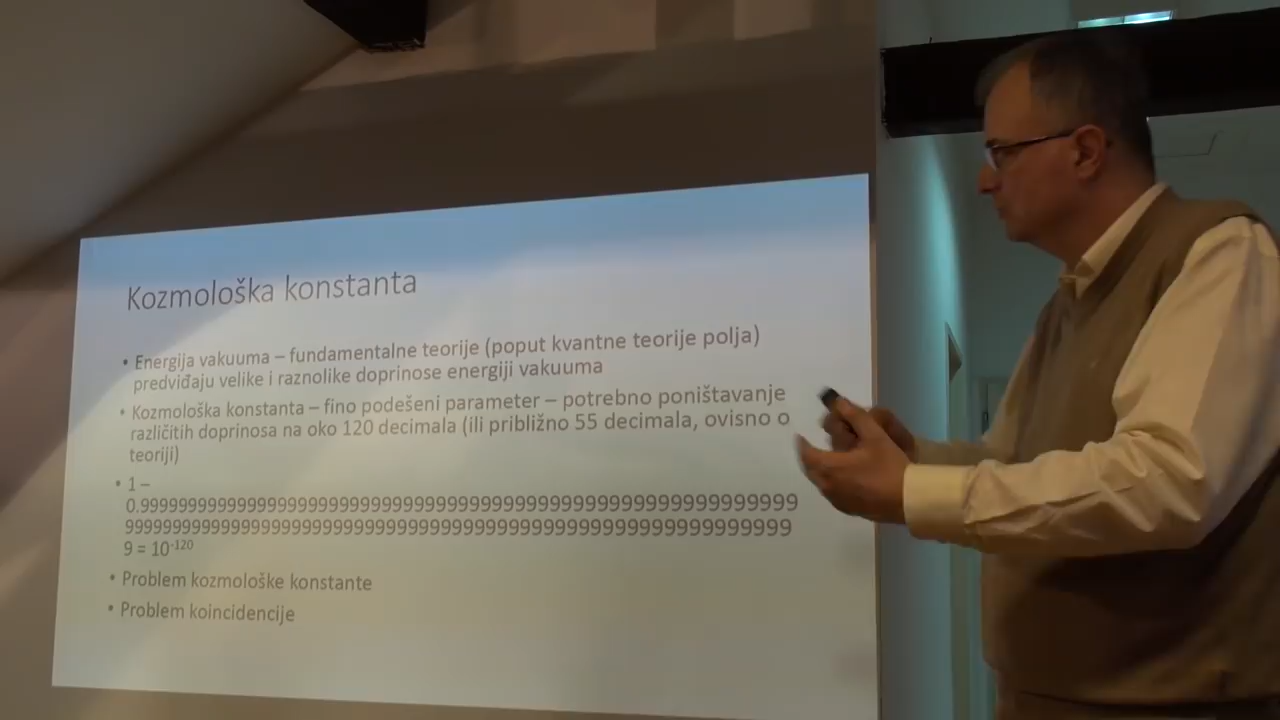 Kozmološka konstanta
• Energija vakuuma – fundamentalne teorije (poput kvantne teorije polja)
predviđaju velike i raznolike doprinose energiji vakuuma
• Kozmološka konstanta – fino podešeni parameter – potrebno poništavanje
različitih doprinosa na oko 120 decimala (ili približno 55 decimala, ovisno o
teoriji)
• 1 –
0.99999999999999999999999999999999999999999999999999999999999
999999999999999999999999999999999999999999999999999999999999
9 = 10⁻¹²⁰
• Problem kozmološke konstante
• Problem koincidencije